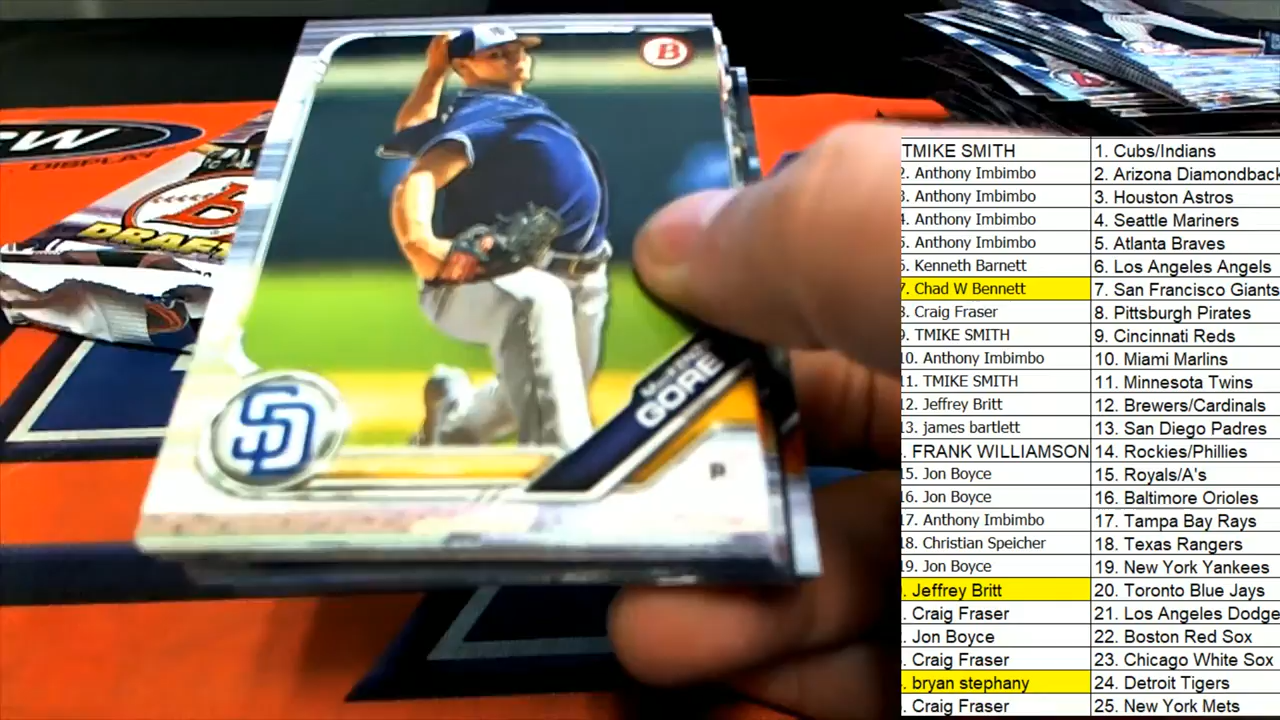 CW
DISPLAY
B
DRAFT
SD
GORE
P
TMIKE SMITH 1. Cubs/Indians
2. Anthony Imbimbo 2. Arizona Diamondback
3. Anthony Imbimbo 3. Houston Astros
4. Anthony Imbimbo 4. Seattle Mariners
5. Anthony Imbimbo 5. Atlanta Braves
6. Kenneth Barnett 6. Los Angeles Angels
7. Chad W Bennett 7. San Francisco Giants
8. Craig Fraser 8. Pittsburgh Pirates
9. TMIKE SMITH 9. Cincinnati Reds
10. Anthony Imbimbo 10. Miami Marlins
11. TMIKE SMITH 11. Minnesota Twins
12. Jeffrey Britt 12. Brewers/Cardinals
13. james bartlett 13. San Diego Padres
. FRANK WILLIAMSON 14. Rockies/Phillies
15. Jon Boyce 15. Royals/A's
16. Jon Boyce 16. Baltimore Orioles
17. Anthony Imbimbo 17. Tampa Bay Rays
18. Christian Speicher 18. Texas Rangers
19. Jon Boyce 19. New York Yankees
. Jeffrey Britt 20. Toronto Blue Jays
. Craig Fraser 21. Los Angeles Dodge
. Jon Boyce 22. Boston Red Sox
. Craig Fraser 23. Chicago White Sox
. bryan stephany 24. Detroit Tigers
. Craig Fraser 25. New York Mets